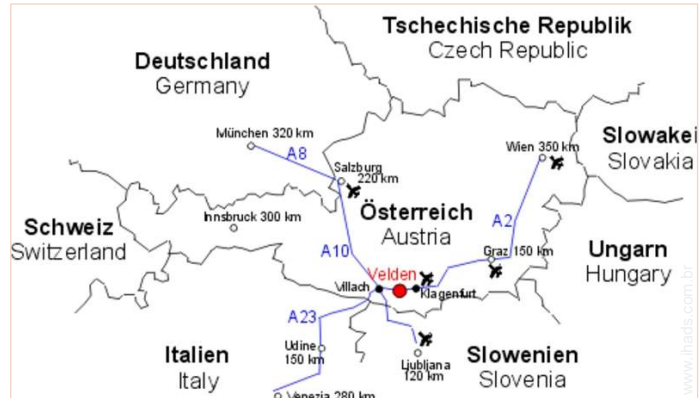 Tschechische Republik
Czech Republic
Deutschland
Germany
München 320 km
A8
Slowakei
Slovakia
Wien 350 km
Salzburg
220 km
Schweiz
Switzerland
Innsbruck 300 km
Österreich
Austria
A2
A10
Graz 150 km
Ungarn
Hungary
Velden
Villach
Klagenfurt
A23
Udine
150 km
Italien
Italy
Ljubljana
120 km
Slowenien
Slovenia
Venezia 280 km
www.ihads.com.br